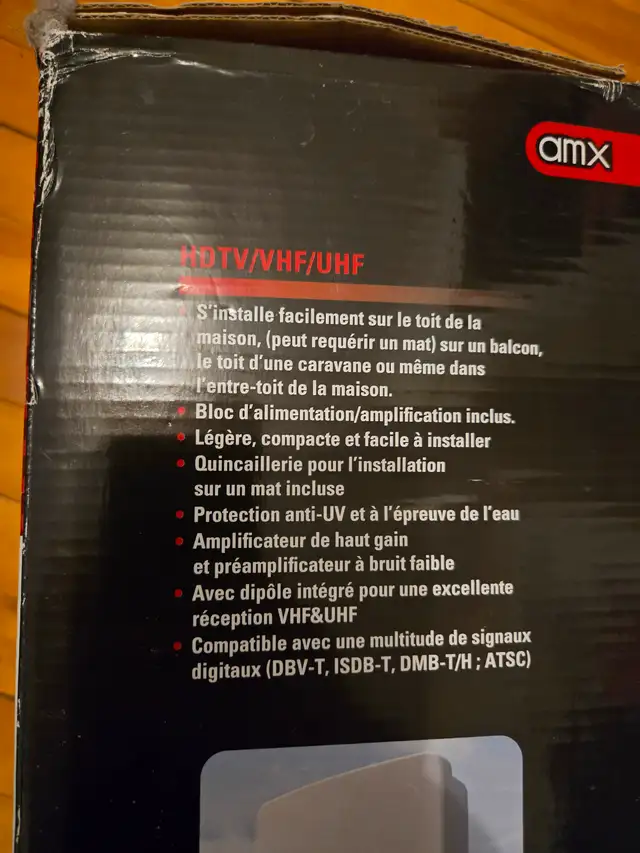 amx
HDTV/VHF/UHF
S'installe facilement sur le toit de la
maison, (peut requérir un mat) sur un balcon,
le toit d'une caravane ou même dans
l'entre-toit de la maison.
Bloc d'alimentation/amplification inclus.
Légère, compacte et facile à installer
Quincaillerie pour l'installation
sur un mat incluse
Protection anti-UV et à l'épreuve de l'eau
Amplificateur de haut gain
et préamplificateur à bruit faible
Avec dipôle intégré pour une excellente
réception VHF&UHF
Compatible avec une multitude de signaux
digitaux (DBV-T, ISDB-T, DMB-T/H ; ATSC)